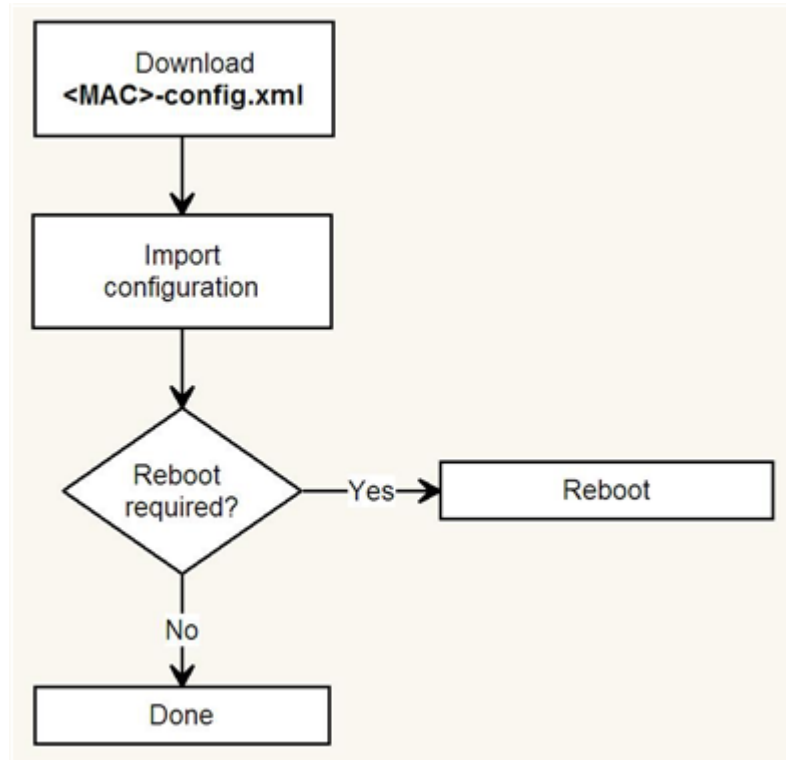 Download
<MAC>-config.xml
Import
configuration
Reboot
required?
Yes
Reboot
No
Done